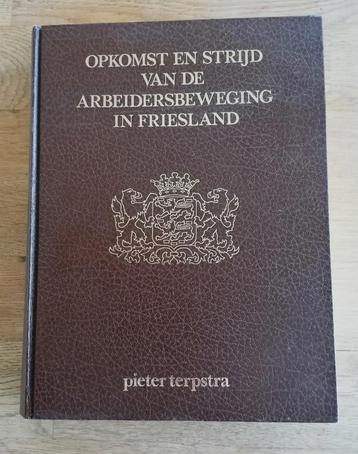 OPKOMST EN STRIJD
VAN DE
ARBEIDERSBEWEGING
IN FRIESLAND
pieter terpstra